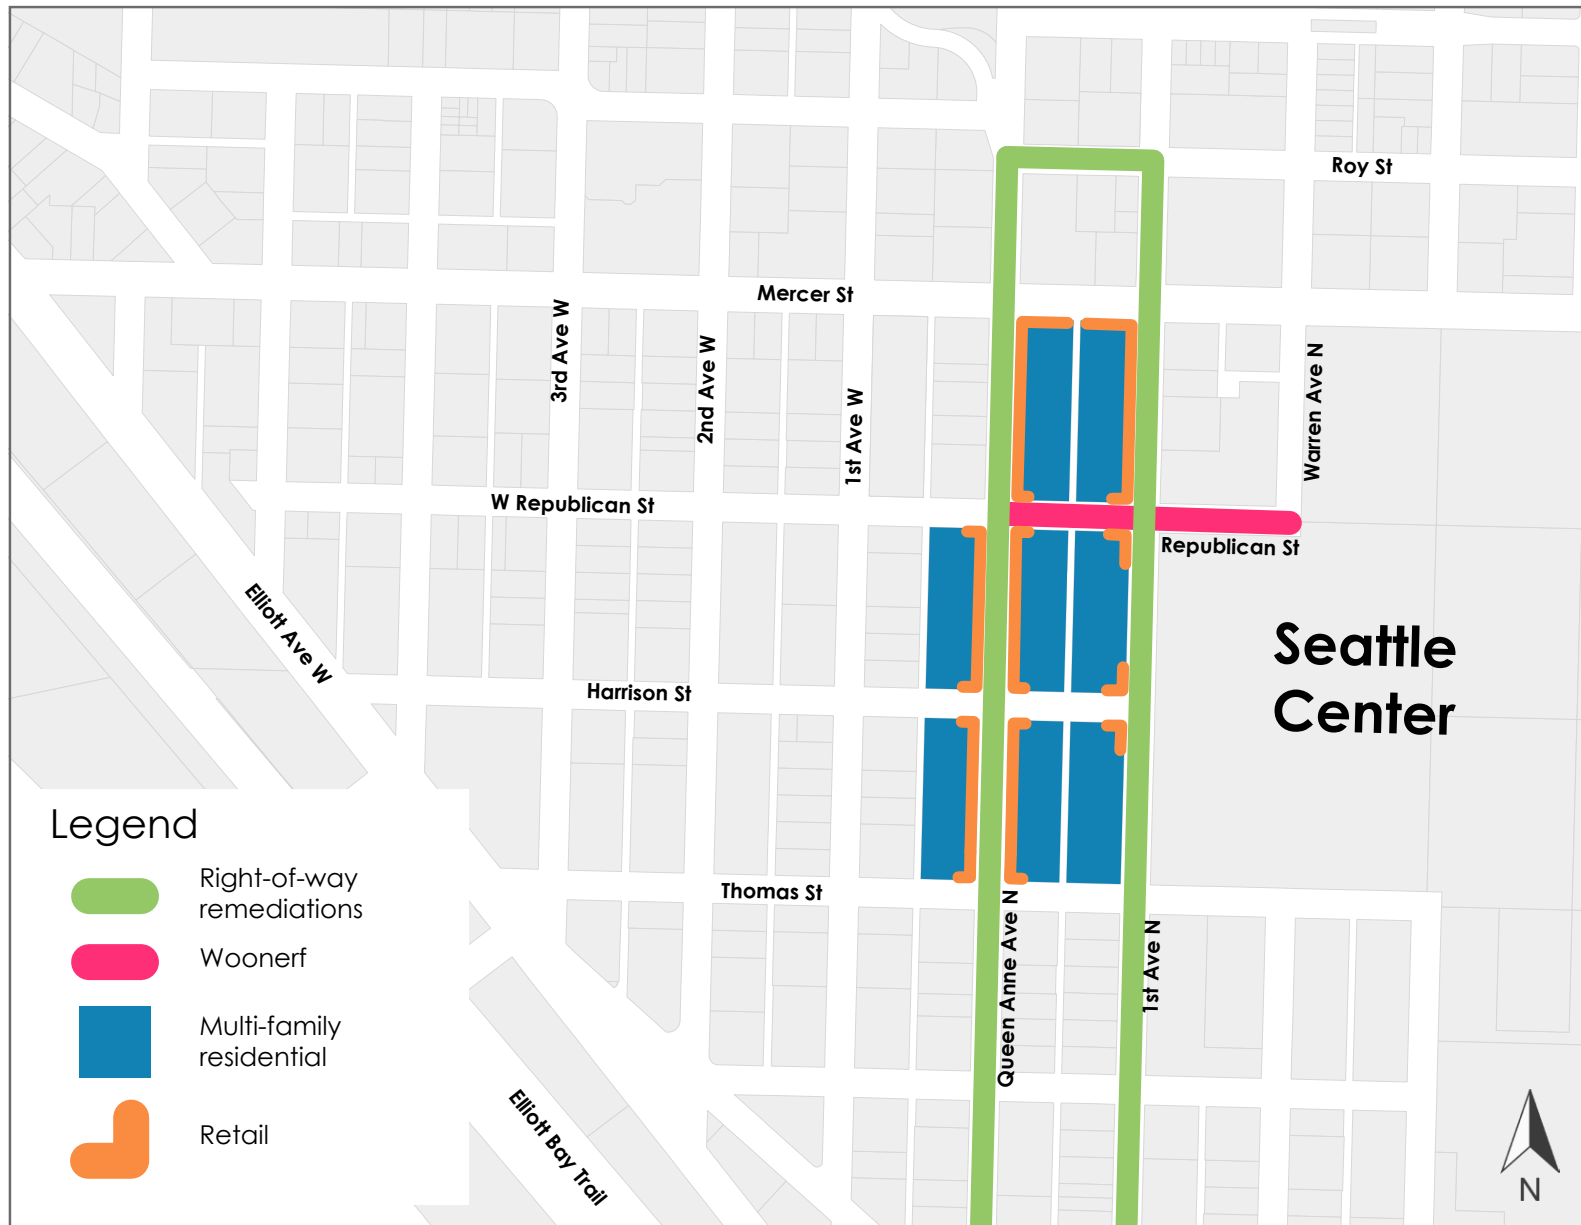 Roy St
Mercer St
3rd Ave W
2nd Ave W
1st Ave W
Warren Ave N
W Republican St
Republican St
Elliott Ave W
Seattle
Center
Harrison St
Legend
Right-of-way
remediations
Woonerf
Multi-family
residential
Retail
Thomas St
Queen Anne Ave N
1st Ave N
Elliott Bay Trail
N